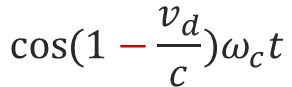 cos(1 − v_d/c)ω_c t